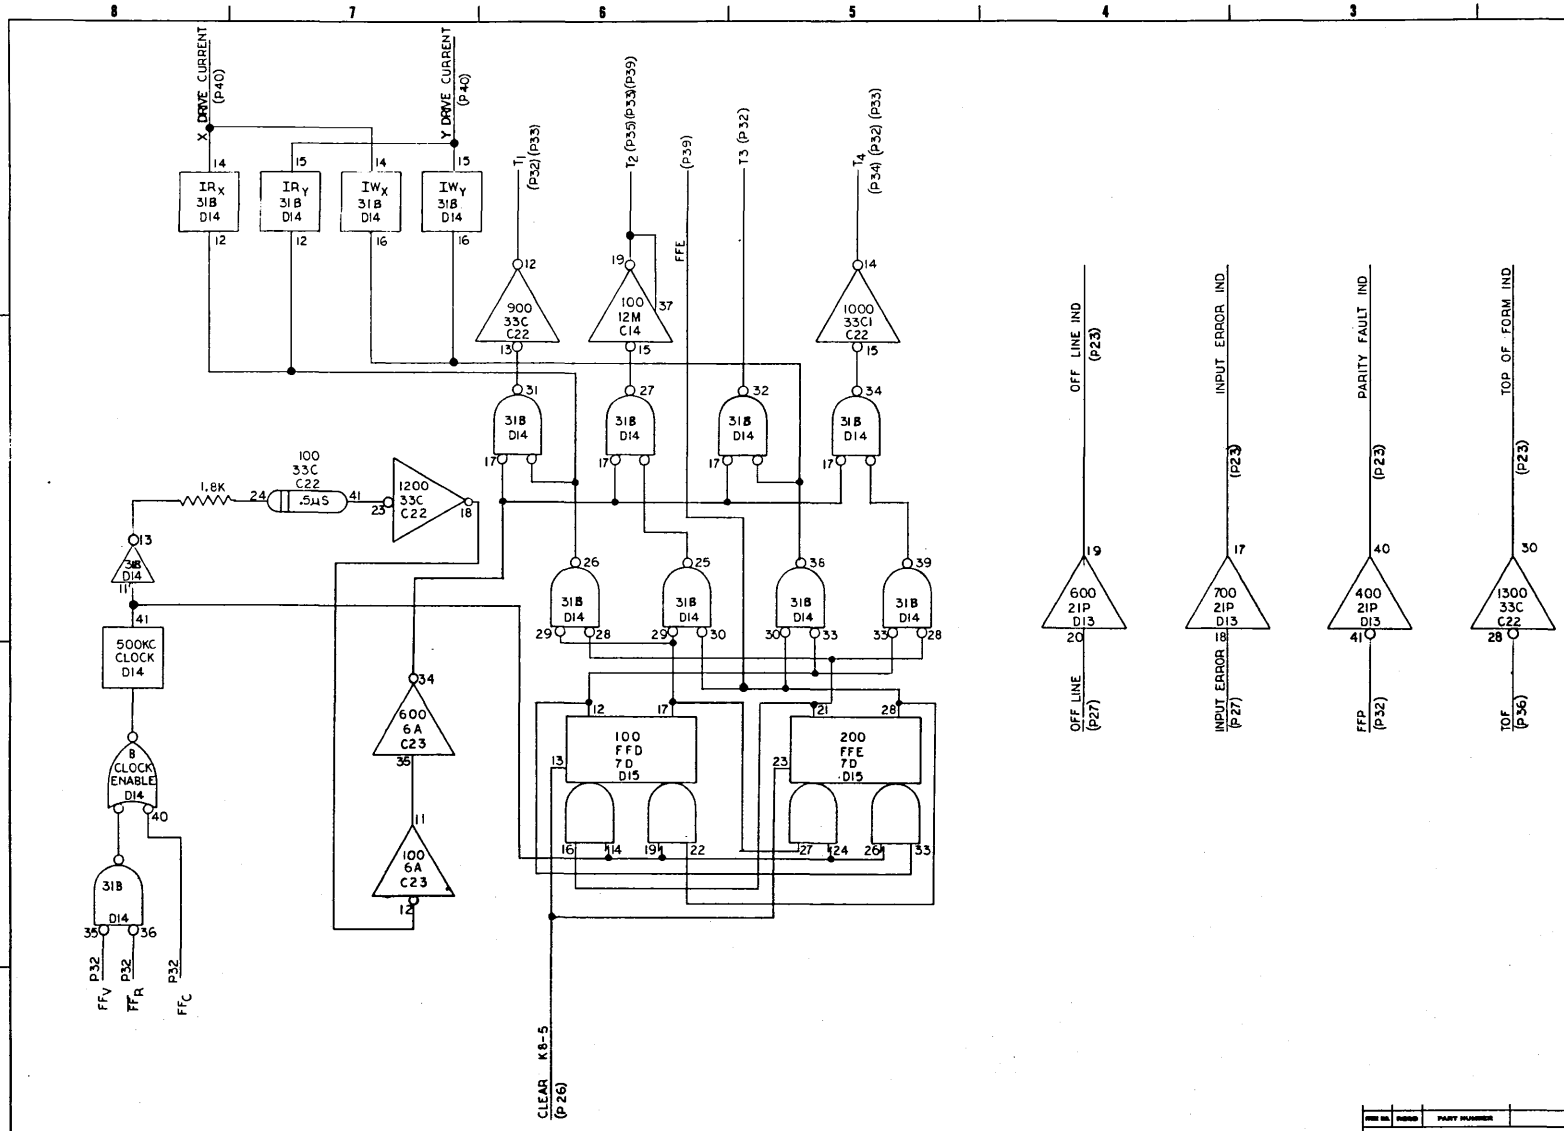 8 7 6 5 4 3
X DRIVE CURRENT
(P40)
Y DRIVE CURRENT
(P40)
T1
(P32)(P33)
T2 (P35)(P33)(P39)
(P39)
FFE
T3 (P32)
T4
(P34) (P32) (P33)
14 15 14 15
IRX
31B
D14
IRY
31B
D14
IWX
31B
D14
IWY
31B
D14
12 12 16 16
12
900
33C
C22
13
19
100
12M
C14
37
15
14
1000
33C1
C22
15
31
31B
D14
17
27
31B
D14
17
32
31B
D14
17
34
31B
D14
17
100
33C
C22
1.8K
24
.5µS
41
23
1200
33C
C22
18
13
31B
D14
11
41
500KC
CLOCK
D14
B
CLOCK
ENABLE
D14
40
31B
D14
35 36
P32
P32
P32
FFV
FFR
FFC
34
600
6A
C23
35
11
100
6A
C23
12
26
31B
D14
29 28
25
31B
D14
29 30
38
31B
D14
30 33
39
31B
D14
33 28
12 17
13
100
FFD
7D
D15
16 14 19 22
21 28
23
200
FFE
7D
D15
27 24 26 33
CLEAR K8-5
(P26)
OFF LINE IND
(P23)
19
600
21P
D13
20
OFF LINE
(P27)
INPUT ERROR IND
(P23)
17
700
21P
D13
18
INPUT ERROR
(P27)
PARITY FAULT IND
(P23)
40
400
21P
D13
41
FFP
(P32)
TOP OF FORM IND
(P23)
30
1300
33C
C22
28
TOF
(P36)
PART NUMBER